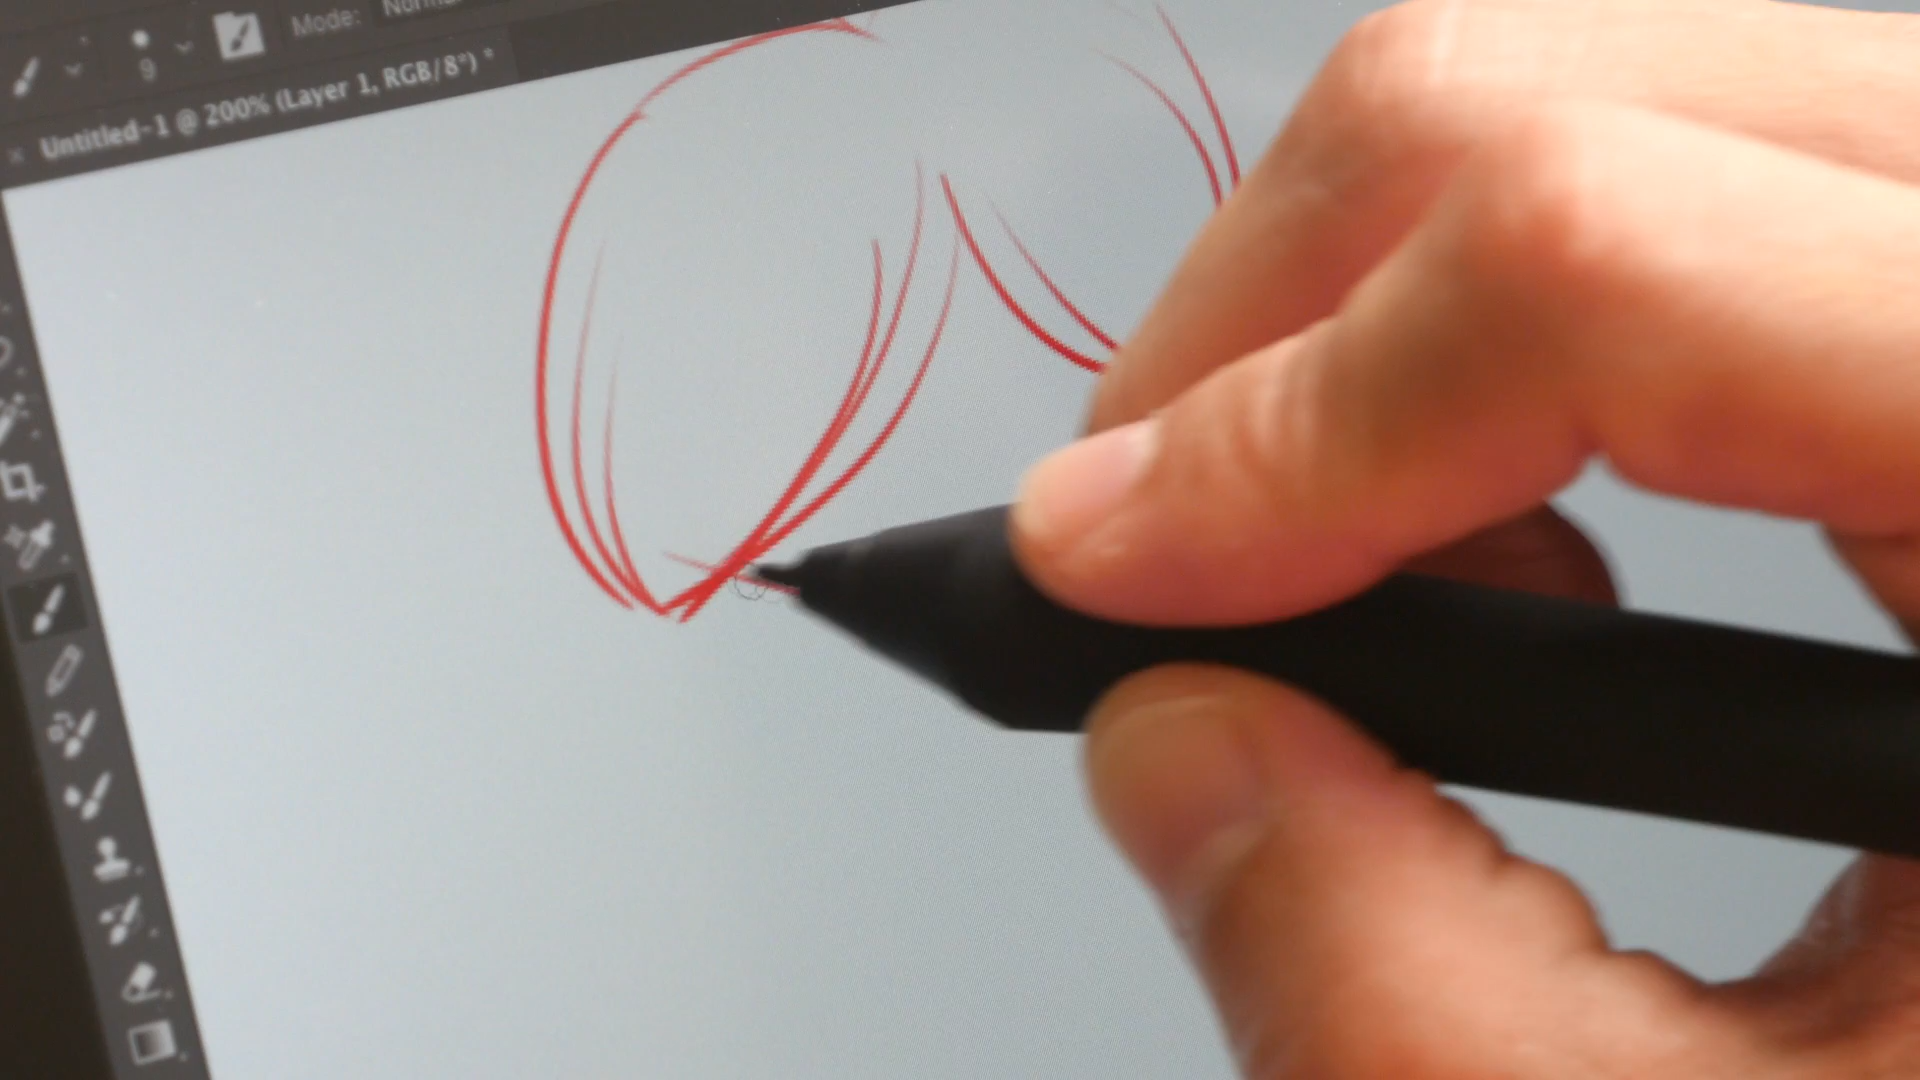 Mode:
9
Untitled-1 @ 200% (Layer 1, RGB/8*) *